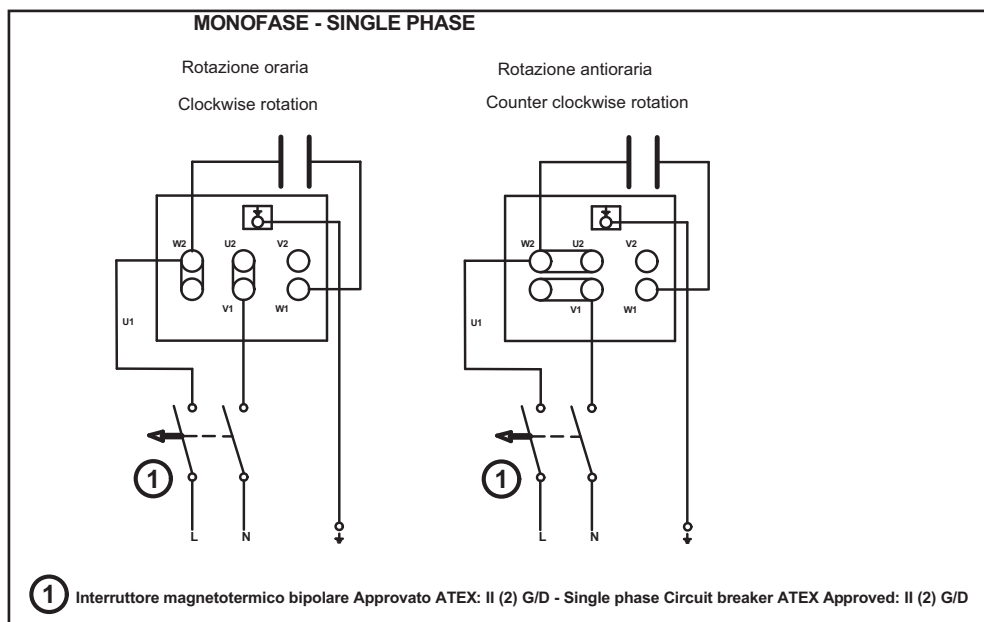 MONOFASE - SINGLE PHASE
Rotazione oraria
Clockwise rotation
Rotazione antioraria
Counter clockwise rotation
W2 U2 V2
U1 V1 W1
L N
W2 U2 V2
U1 V1 W1
L N
1
1
1 Interruttore magnetotermico bipolare Approvato ATEX: II (2) G/D - Single phase Circuit breaker ATEX Approved: II (2) G/D